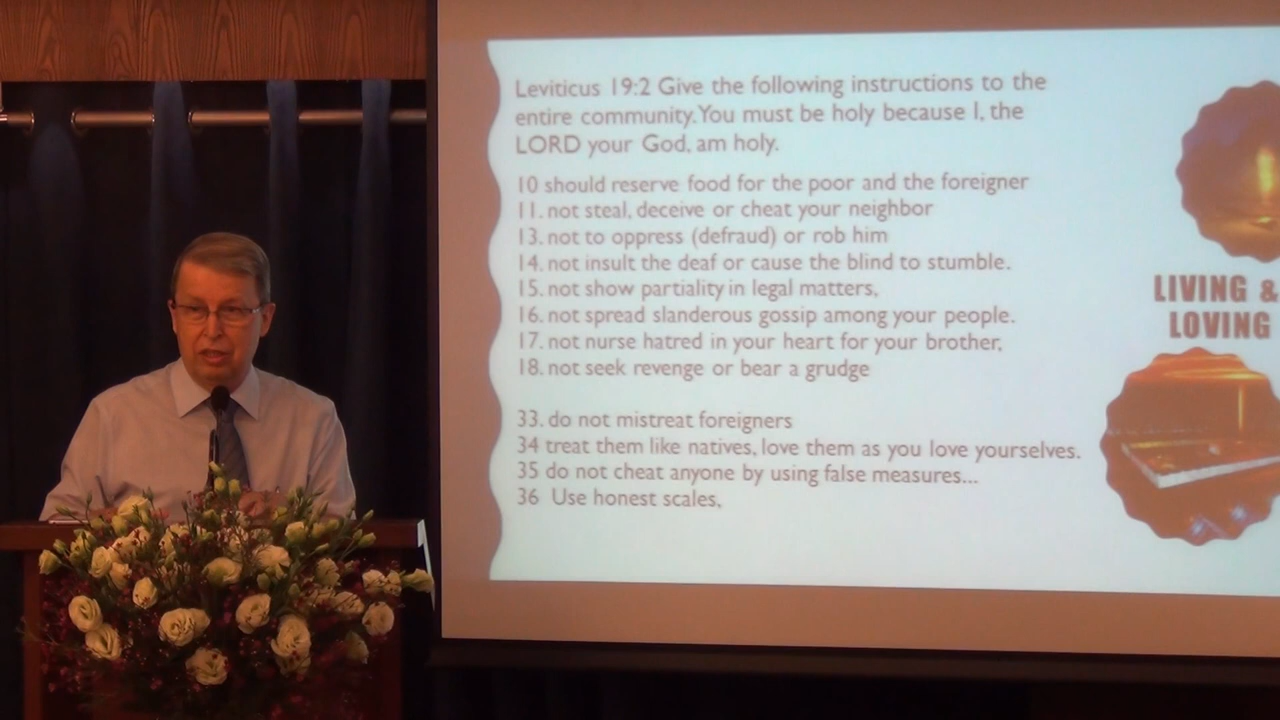 Leviticus 19:2 Give the following instructions to the
entire community. You must be holy because I, the
LORD your God, am holy.
10 should reserve food for the poor and the foreigner
11. not steal, deceive or cheat your neighbor
13. not to oppress (defraud) or rob him
14. not insult the deaf or cause the blind to stumble.
15. not show partiality in legal matters,
16. not spread slanderous gossip among your people.
17. not nurse hatred in your heart for your brother,
18. not seek revenge or bear a grudge
33. do not mistreat foreigners
34 treat them like natives, love them as you love yourselves.
35 do not cheat anyone by using false measures...
36 Use honest scales,
LIVING &
LOVING